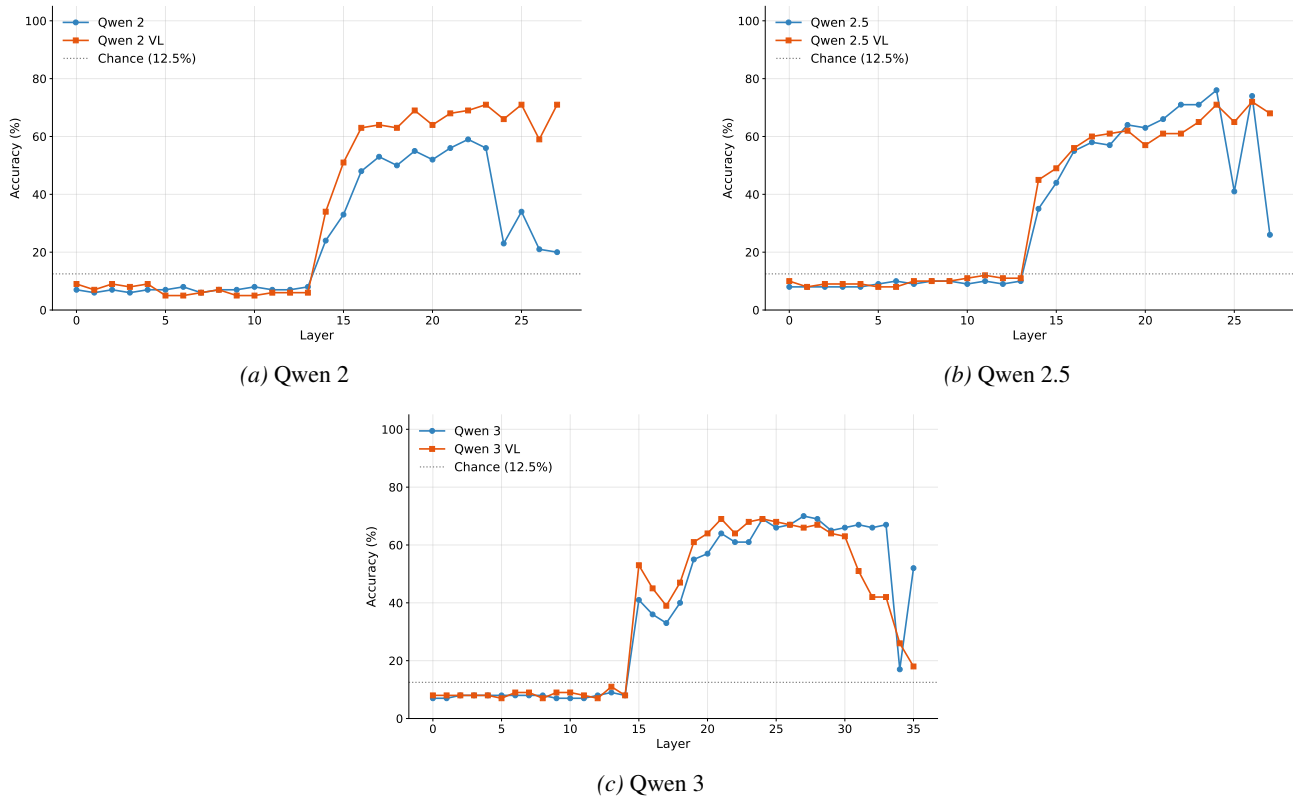 Qwen 2
Qwen 2 VL
Chance (12.5%)
100
80
60
40
20
0
Accuracy (%)
0 5 10 15 20 25
Layer
(a) Qwen 2
Qwen 2.5
Qwen 2.5 VL
Chance (12.5%)
100
80
60
40
20
0
Accuracy (%)
0 5 10 15 20 25
Layer
(b) Qwen 2.5
Qwen 3
Qwen 3 VL
Chance (12.5%)
100
80
60
40
20
0
Accuracy (%)
0 5 10 15 20 25 30 35
Layer
(c) Qwen 3